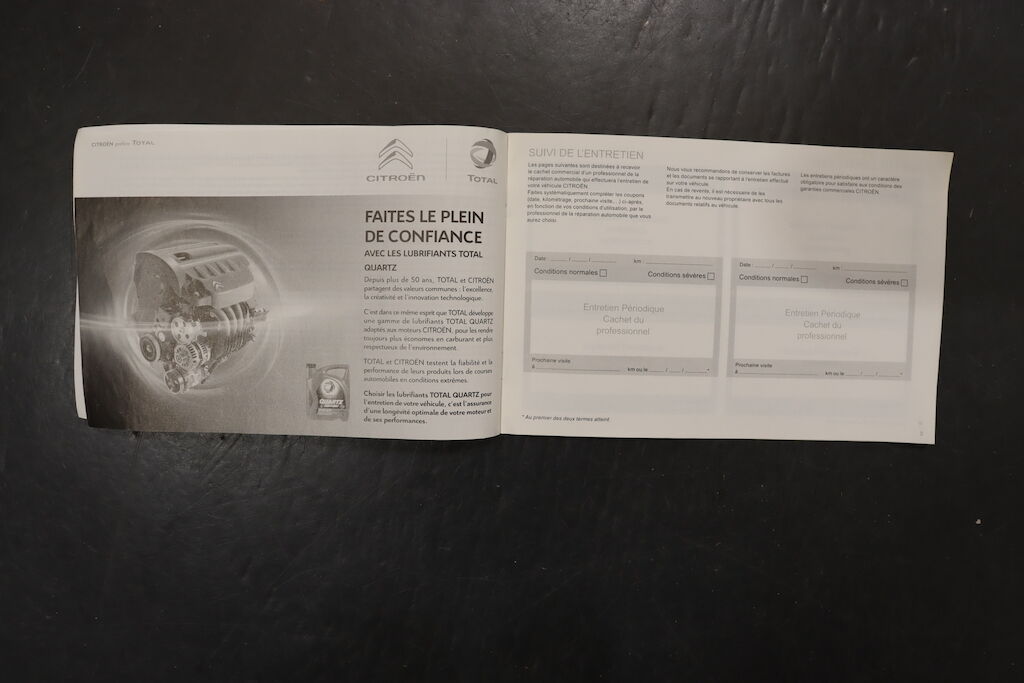 CITROËN préfère TOTAL
CITROËN
TOTAL
FAITES LE PLEIN
DE CONFIANCE
AVEC LES LUBRIFIANTS TOTAL
QUARTZ
Depuis plus de 50 ans, TOTAL et CITROËN
partagent des valeurs communes : l'excellence,
la créativité et l'innovation technologique.
C'est dans ce même esprit que TOTAL développe
une gamme de lubrifiants TOTAL QUARTZ
adaptés aux moteurs CITROËN, pour les rendre
toujours plus économes en carburant et plus
respectueux de l'environnement.
TOTAL et CITROËN testent la fiabilité et la
performance de leurs produits lors de courses
automobiles en conditions extrêmes.
Choisir les lubrifiants TOTAL QUARTZ pour
l'entretien de votre véhicule, c'est l'assurance
d'une longévité optimale de votre moteur et
de ses performances.
QUARTZ
SUIVI DE L'ENTRETIEN
Les pages suivantes sont destinées à recevoir
le cachet commercial d'un professionnel de la
réparation automobile qui effectuera l'entretien de
votre véhicule CITROËN.
Faites systématiquement compléter les coupons
(date, kilométrage, prochaine visite,...) ci-après,
en fonction de vos conditions d'utilisation, par le
professionnel de la réparation automobile que vous
aurez choisi.
Nous vous recommandons de conserver les factures
et les documents se rapportant à l'entretien effectué
sur votre véhicule.
En cas de revente, il est nécessaire de les
transmettre au nouveau propriétaire avec tous les
documents relatifs au véhicule.
Les entretiens périodiques ont un caractère
obligatoire pour satisfaire aux conditions des
garanties commerciales CITROËN.
Date : ...... / ...... / ...... km : ......
Conditions normales Conditions sévères
Entretien Périodique
Cachet du
professionnel
Prochaine visite
à ...... km ou le ...... / ...... / ...... *
Date : ...... / ...... / ...... km : ......
Conditions normales Conditions sévères
Entretien Périodique
Cachet du
professionnel
Prochaine visite
à ...... km ou le ...... / ...... / ...... *
* Au premier des deux termes atteint